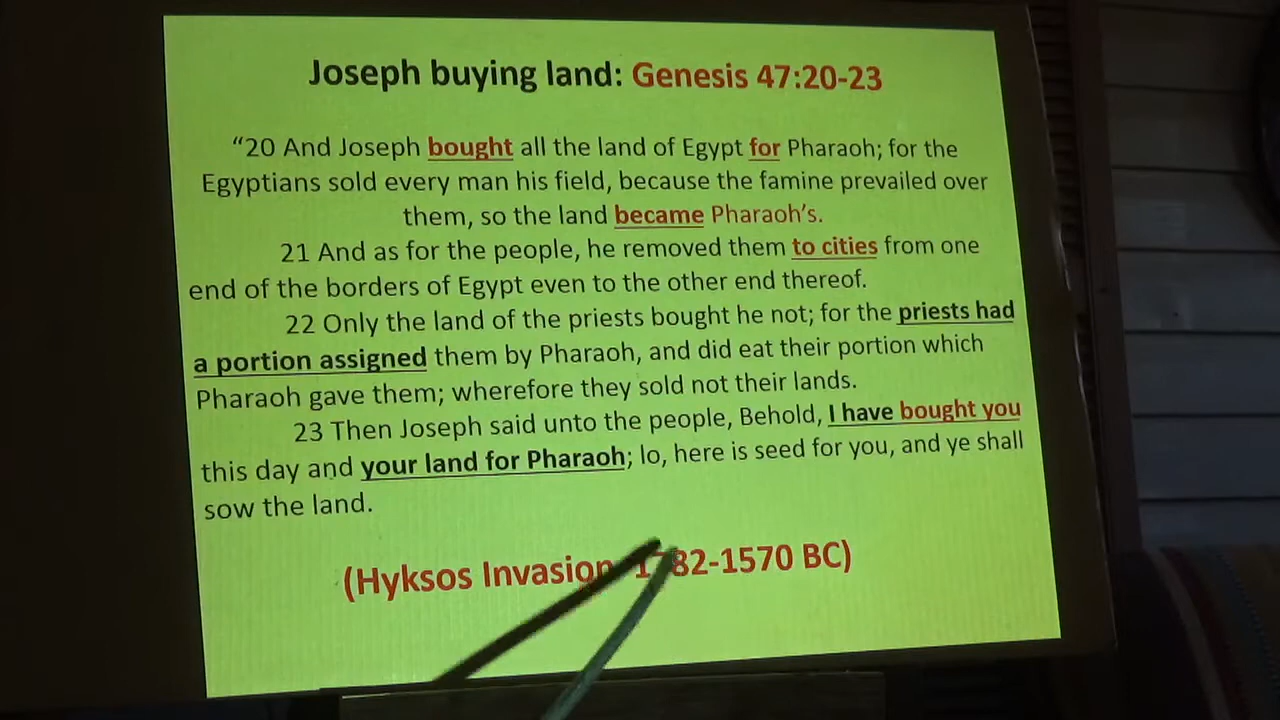 Joseph buying land: Genesis 47:20-23
“20 And Joseph bought all the land of Egypt for Pharaoh; for the
Egyptians sold every man his field, because the famine prevailed over
them, so the land became Pharaoh’s.
21 And as for the people, he removed them to cities from one
end of the borders of Egypt even to the other end thereof.
22 Only the land of the priests bought he not; for the priests had
a portion assigned them by Pharaoh, and did eat their portion which
Pharaoh gave them; wherefore they sold not their lands.
23 Then Joseph said unto the people, Behold, I have bought you
this day and your land for Pharaoh; lo, here is seed for you, and ye shall
sow the land.
(Hyksos Invasion 1782-1570 BC)